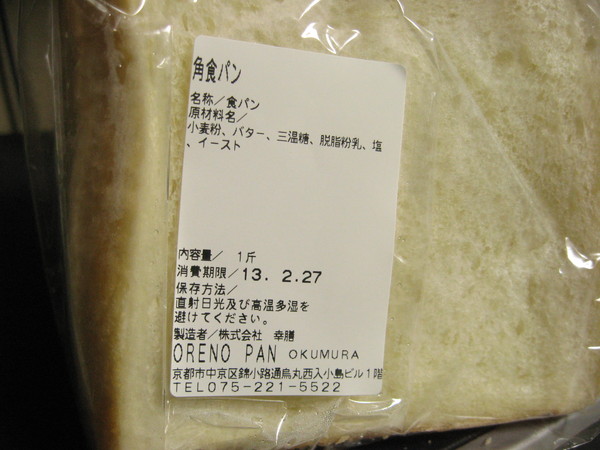 角食パン
名称／食パン
原材料名／
小麦粉、バター、三温糖、脱脂粉乳、塩
、イースト
内容量／ 1斤
消費期限／13. 2.27
保存方法／
直射日光及び高温多湿を
避けてください。
製造者／株式会社 幸膳
ORENO PAN OKUMURA
京都市中京区錦小路通烏丸西入小島ビル1階
TEL075-221-5522